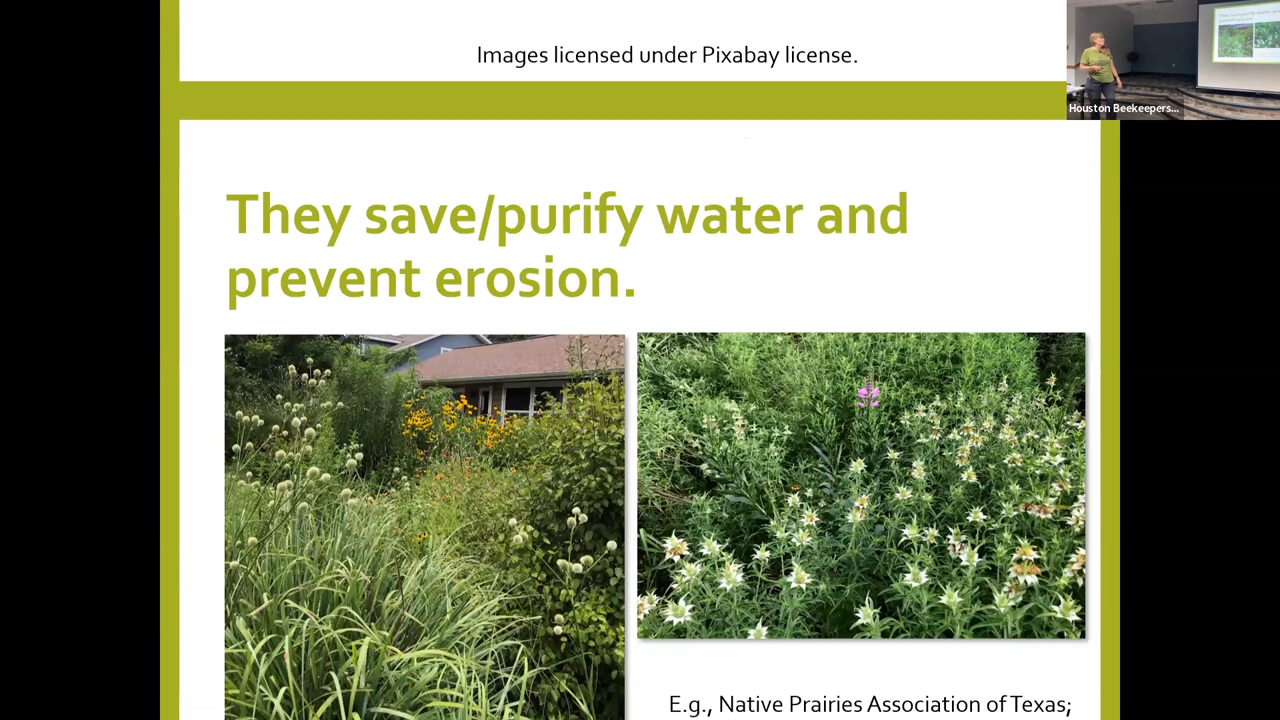 Images licensed under Pixabay license.
Houston Beekeepers...
They save/purify water and
prevent erosion.
E.g., Native Prairies Association of Texas;